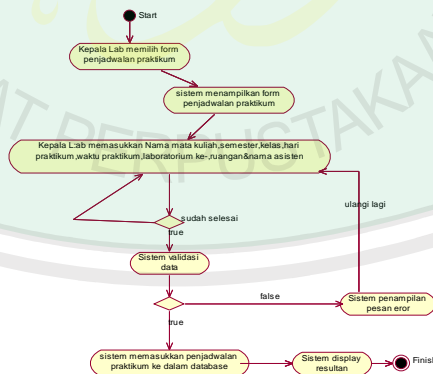 Start
Kepala Lab memilih form
penjadwalan praktikum
sistem menampilkan form
penjadwalan praktikum
Kepala Lab memasukkan Nama mata kuliah,semester,kelas,hari
praktikum,waktu praktikum,laboratorium ke-,ruangan&nama asisten
ulangi lagi
sudah selesai
true
Sistem validasi
data
false
Sistem penampilan
pesan eror
true
sistem memasukkan penjadwalan
praktikum ke dalam database
Sistem display
resultan
Finish
AT PERPUSTAKAAN